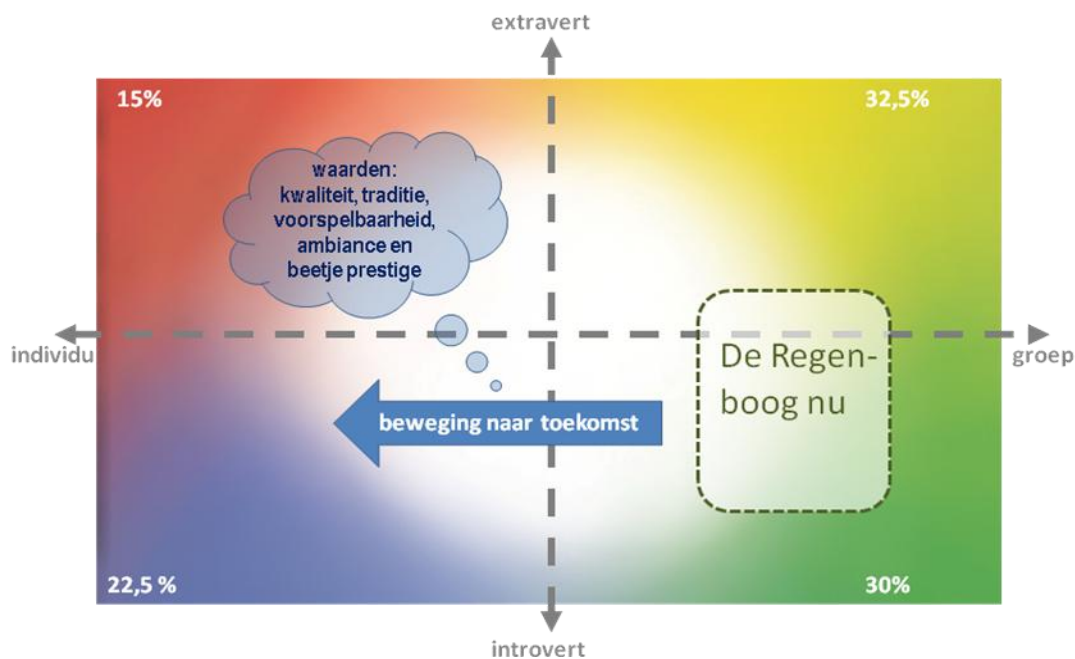 extravert
15%
32,5%
waarden:
kwaliteit, traditie,
voorspelbaarheid,
ambiance en
beetje prestige
individu
groep
De Regen-
boog nu
beweging naar toekomst
22,5 %
30%
introvert